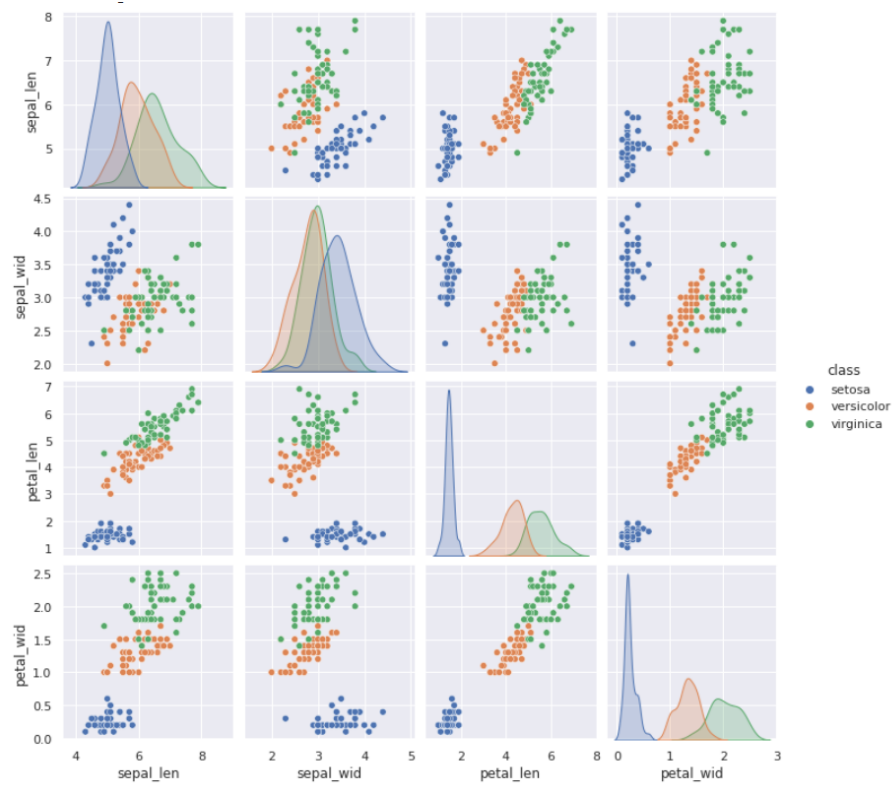 8
7
6
5
sepal_len
4.5
4.0
3.5
3.0
2.5
2.0
sepal_wid
class
setosa
versicolor
virginica
7
6
5
4
3
2
1
petal_len
2.5
2.0
1.5
1.0
0.5
0.0
petal_wid
4 6 8
sepal_len
2 3 4 5
sepal_wid
2 4 6 8
petal_len
0 1 2 3
petal_wid